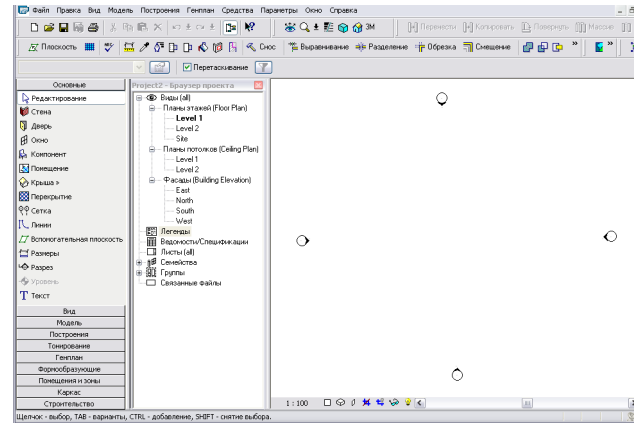 Файл Правка Вид Модель Построения Генплан Средства Параметры Окно Справка
3М Перенести Копировать Повернуть Массив
Плоскость Снос Выравнивание Разделение Обрезка Смещение
Перетаскивание
Основные
Редактирование
Стена
Дверь
Окно
Компонент
Помещение
Крыша »
Перекрытие
Сетка
Линии
Вспомогательная плоскость
Размеры
Разрез
Уровень
Текст
Вид
Модель
Построения
Тонирование
Генплан
Формообразующие
Помещения и зоны
Каркас
Строительство
Project2 - Браузер проекта
Виды (all)
Планы этажей (Floor Plan)
Level 1
Level 2
Site
Планы потолков (Ceiling Plan)
Level 1
Level 2
Фасады (Building Elevation)
East
North
South
West
Легенды
Ведомости/Спецификации
Листы (all)
Семейства
Группы
Связанные файлы
1 : 100
Щелчок - выбор, TAB - варианты, CTRL - добавление, SHIFT - снятие выбора.